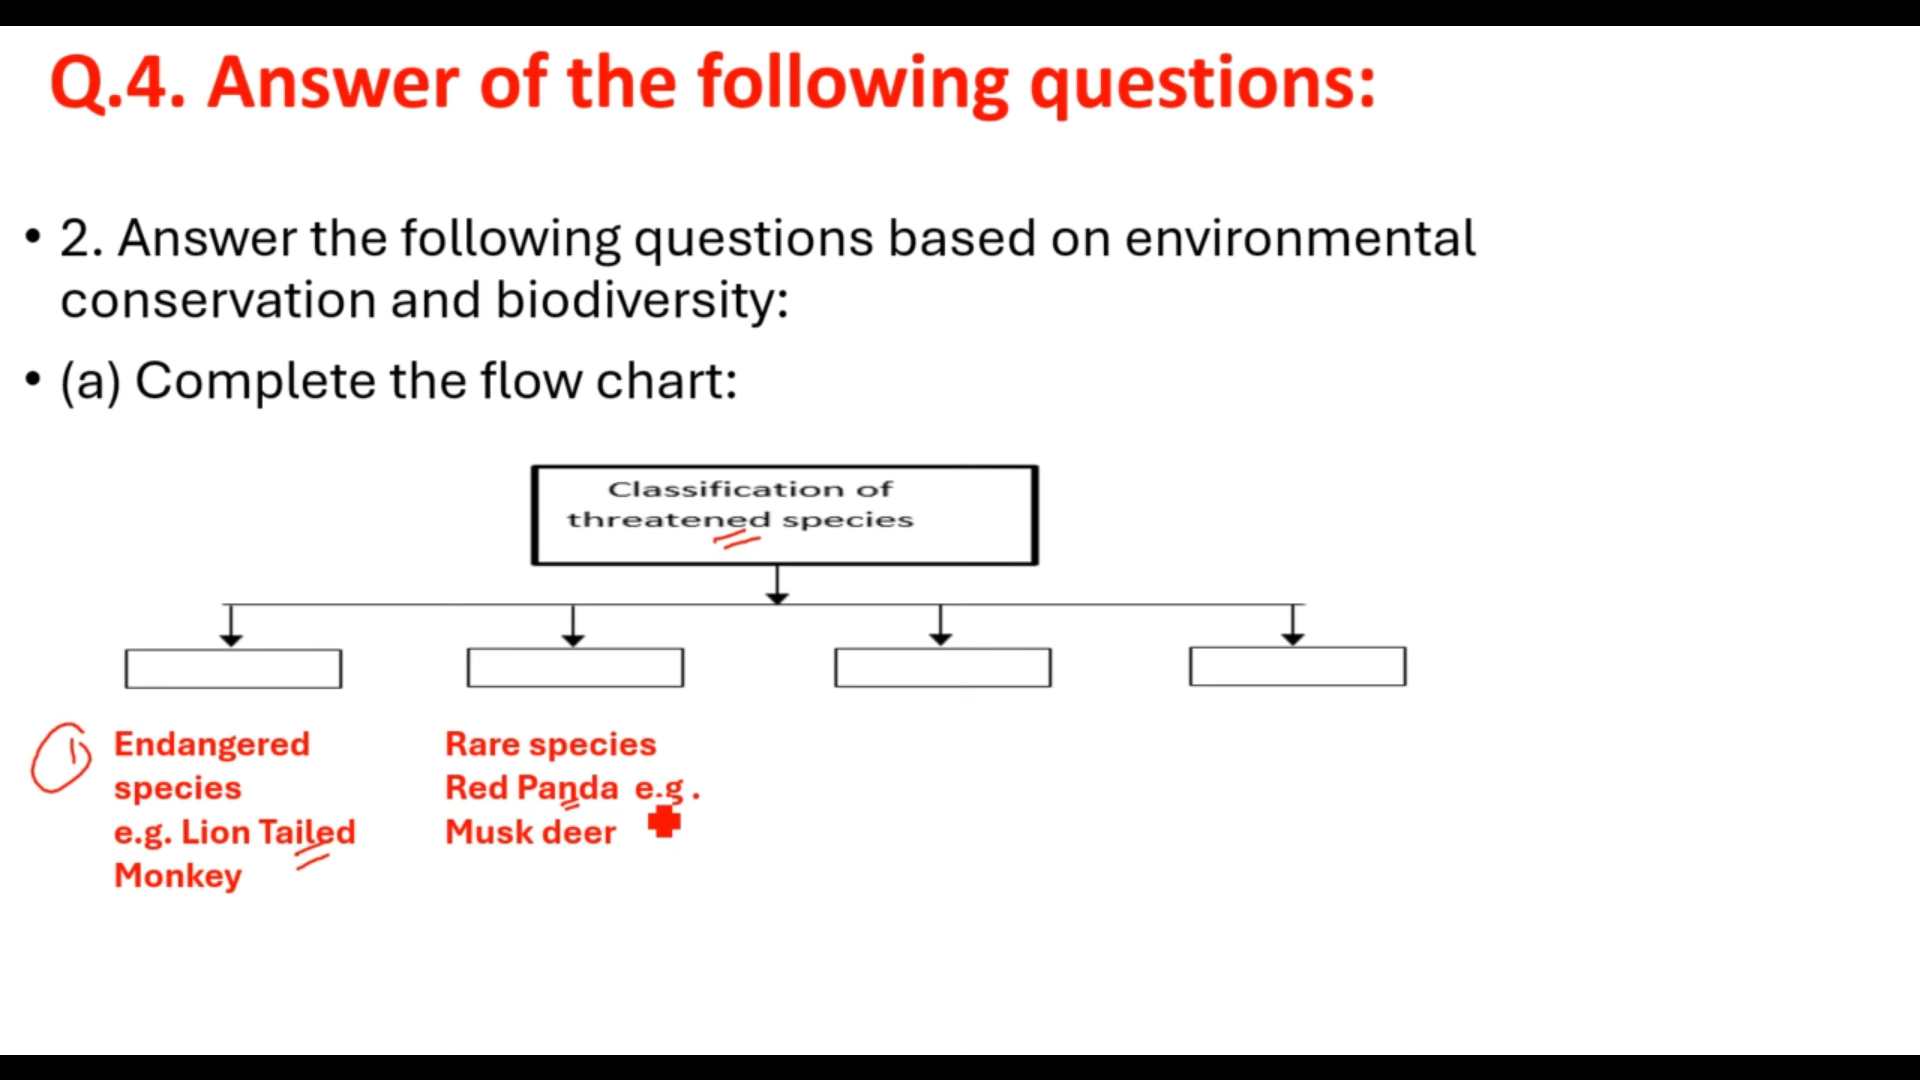 Q.4. Answer of the following questions:
• 2. Answer the following questions based on environmental
conservation and biodiversity:
• (a) Complete the flow chart:
Classification of
threatened species
1
Endangered
species
e.g. Lion Tailed
Monkey
Rare species
Red Panda e.g.
Musk deer